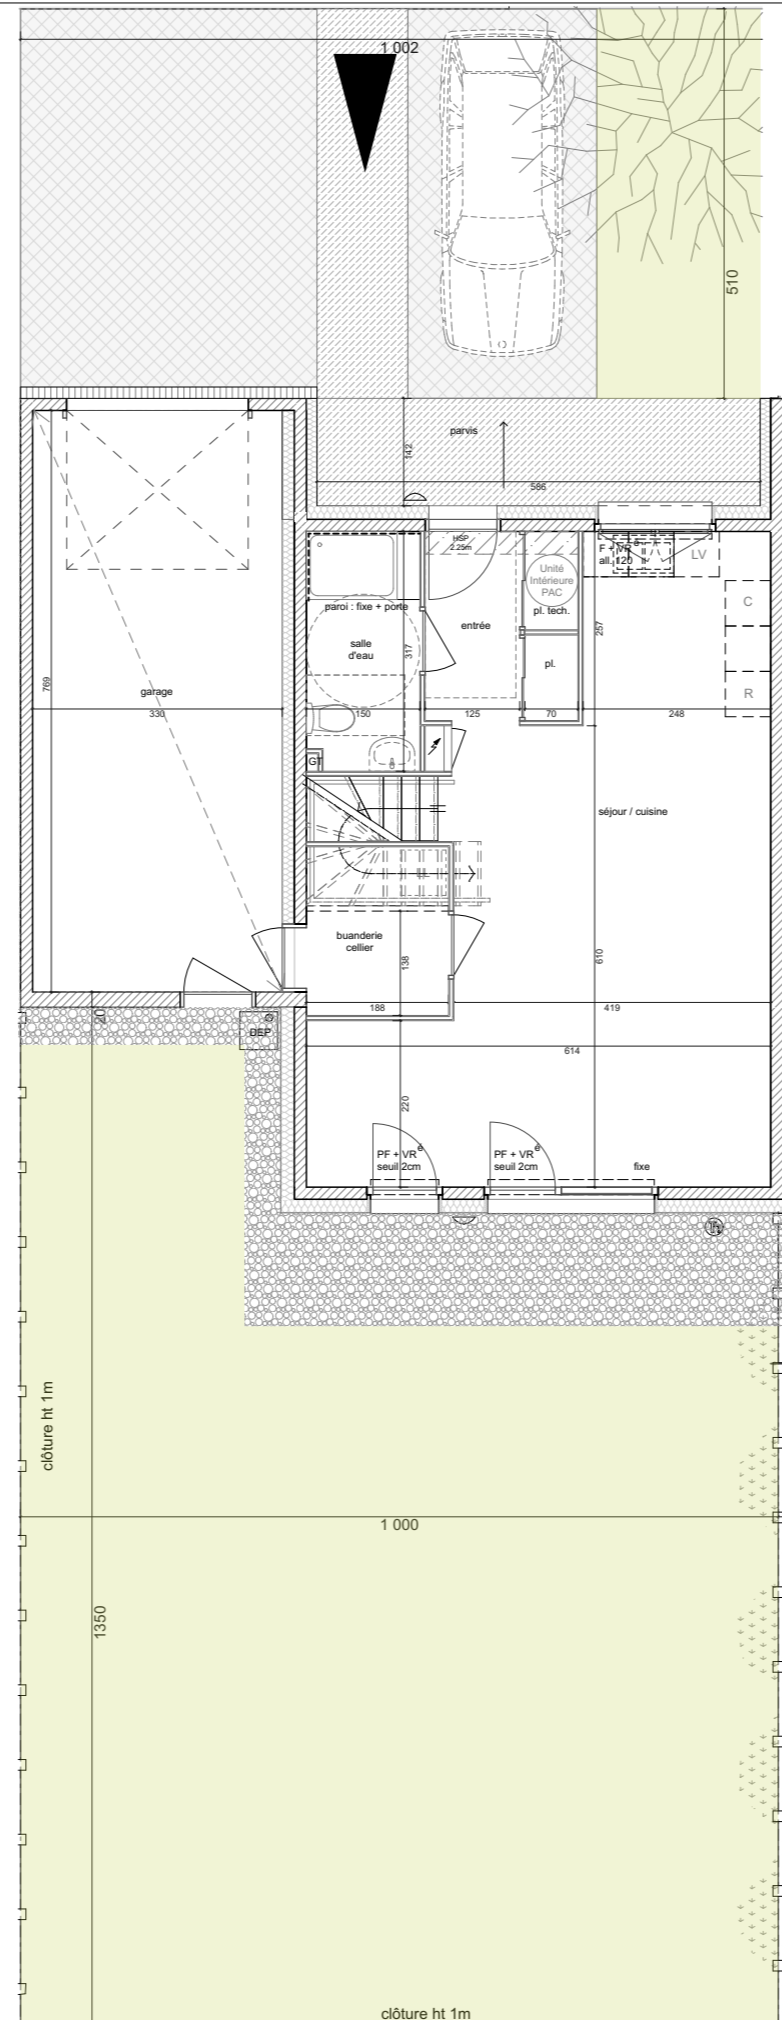 1 002
510
parvis
142
586
HSP
2.25m
F + VR é
all. 120
LV
Unité
Intérieure
PAC
pl. tech.
C
paroi : fixe + porte
entrée
salle
d'eau
317
257
pl.
769
garage
R
330
150
125
70
248
GT
séjour / cuisine
buanderie
cellier
138
610
188
419
20
DEP
614
220
PF + VR é
seuil 2cm
PF + VR é
seuil 2cm
fixe
clôture ht 1m
1 000
1350
clôture ht 1m